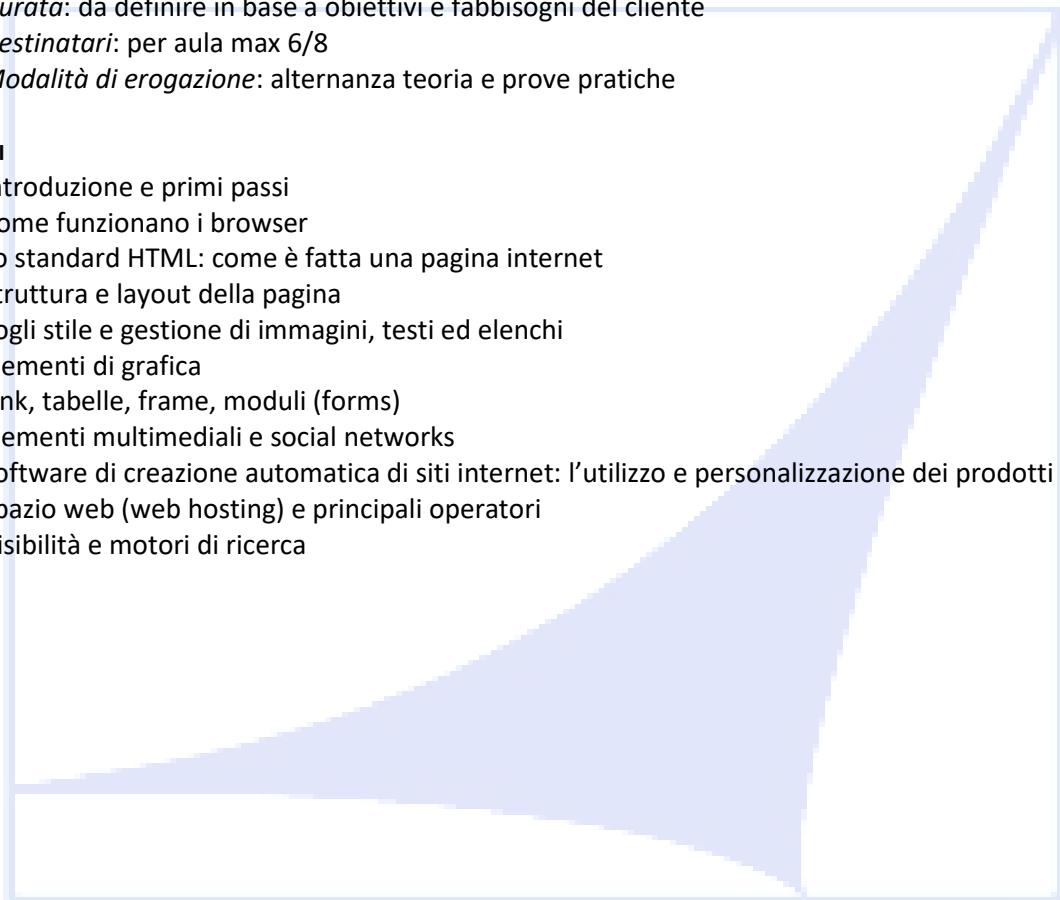 urata: da definire in base a obiettivi e fabbisogni del cliente
estinatari: per aula max 6/8
Modalità di erogazione: alternanza teoria e prove pratiche
ntroduzione e primi passi
ome funzionano i browser
o standard HTML: come è fatta una pagina internet
truttura e layout della pagina
ogli stile e gestione di immagini, testi ed elenchi
ementi di grafica
nk, tabelle, frame, moduli (forms)
ementi multimediali e social networks
oftware di creazione automatica di siti internet: l’utilizzo e personalizzazione dei prodotti
pazio web (web hosting) e principali operatori
isibilità e motori di ricerca